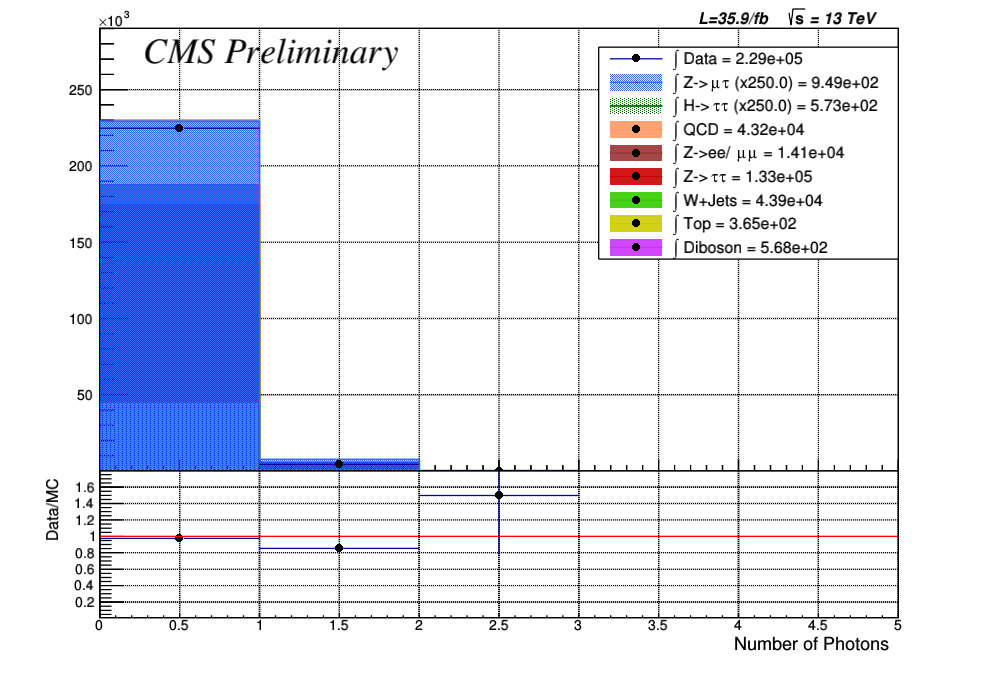 ×10³
L=35.9/fb √s = 13 TeV
CMS Preliminary
∫ Data = 2.29e+05
∫ Z->μτ (x250.0) = 9.49e+02
∫ H->ττ (x250.0) = 5.73e+02
∫ QCD = 4.32e+04
∫ Z->ee/ μμ = 1.41e+04
∫ Z->ττ = 1.33e+05
∫ W+Jets = 4.39e+04
∫ Top = 3.65e+02
∫ Diboson = 5.68e+02
250
200
150
100
50
Data/MC
1.6
1.4
1.2
1
0.8
0.6
0.4
0.2
0 0.5 1 1.5 2 2.5 3 3.5 4 4.5 5
Number of Photons